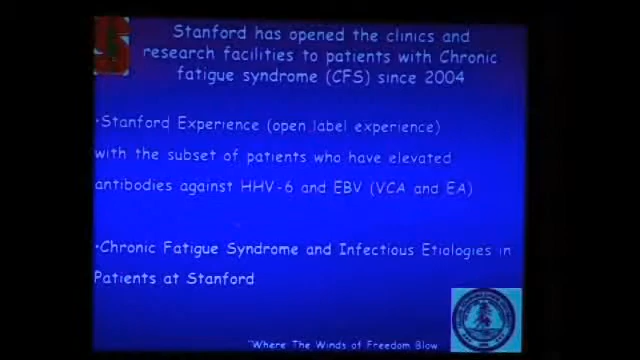 Stanford has opened the clinics and
research facilities to patients with Chronic
fatigue syndrome (CFS) since 2004
•Stanford Experience (open label experience)
with the subset of patients who have elevated
antibodies against HHV-6 and EBV (VCA and EA)
•Chronic Fatigue Syndrome and Infectious Etiologies in
Patients at Stanford
"Where The Winds of Freedom Blow